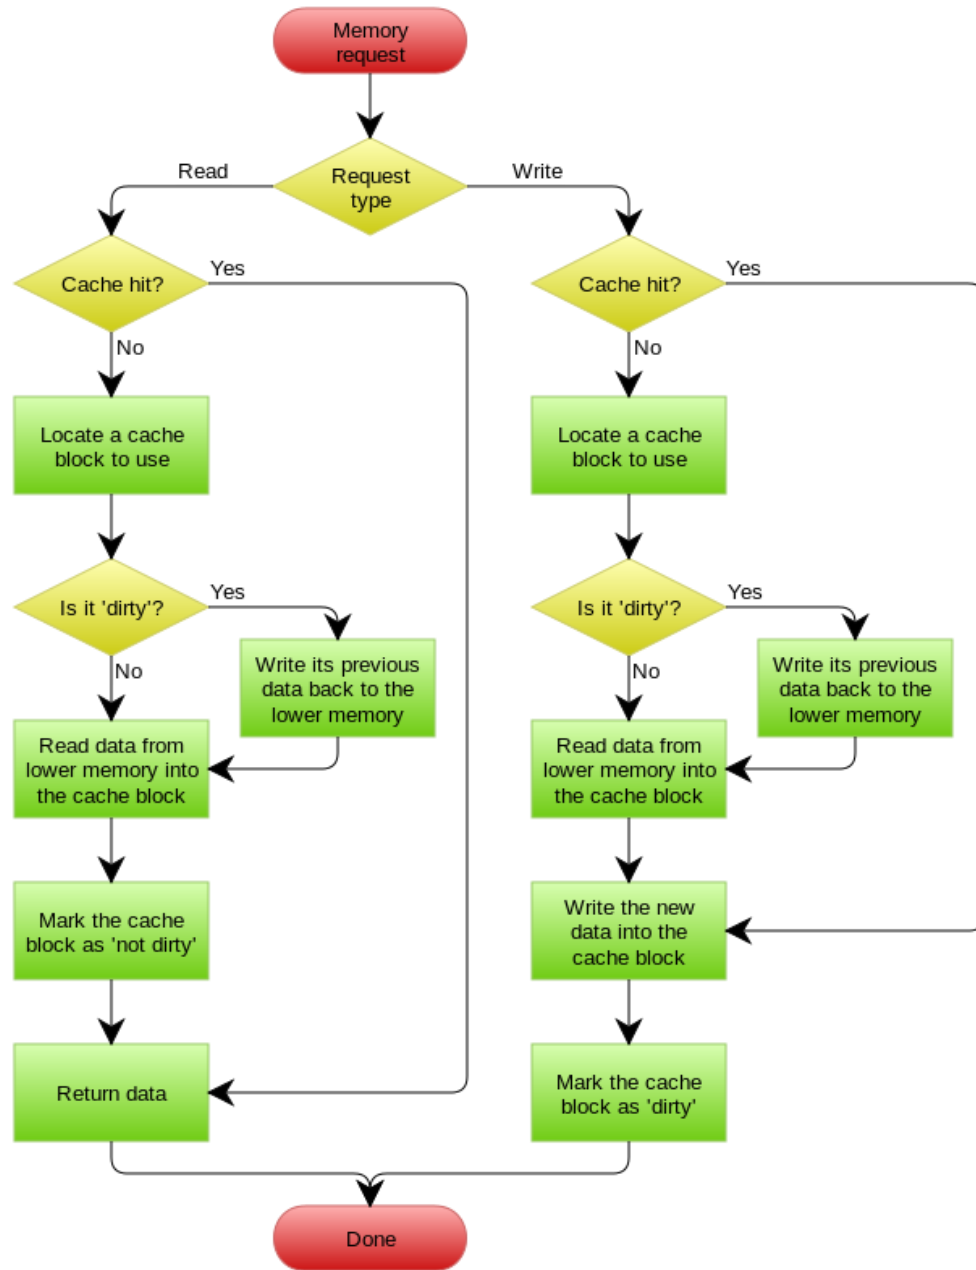 Memory
request
Request
type
Read
Write
Cache hit?
Yes
No
Locate a cache
block to use
Is it 'dirty'?
Yes
No
Write its previous
data back to the
lower memory
Read data from
lower memory into
the cache block
Mark the cache
block as 'not dirty'
Return data
Cache hit?
Yes
No
Locate a cache
block to use
Is it 'dirty'?
Yes
No
Write its previous
data back to the
lower memory
Read data from
lower memory into
the cache block
Write the new
data into the
cache block
Mark the cache
block as 'dirty'
Done